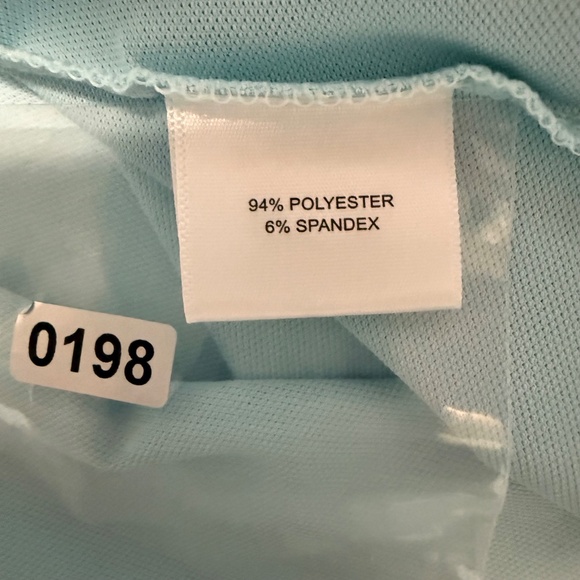 94% POLYESTER
6% SPANDEX
0198